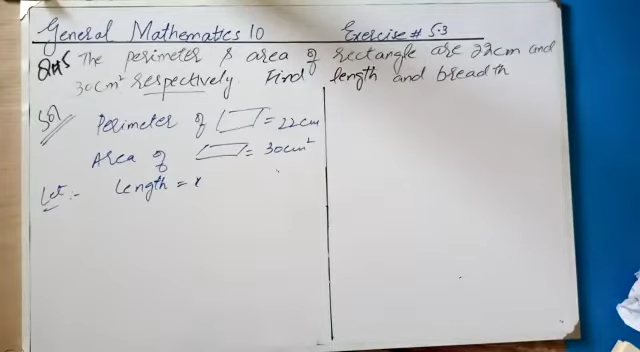 General Mathematics 10 Exercise # 5.3
Q#5 The perimeter & area of rectangle are 22cm and
30cm² respectively. Find length and breadth
Sol
Perimeter of = 22cm
Area of = 30cm²
Let :- Length = x